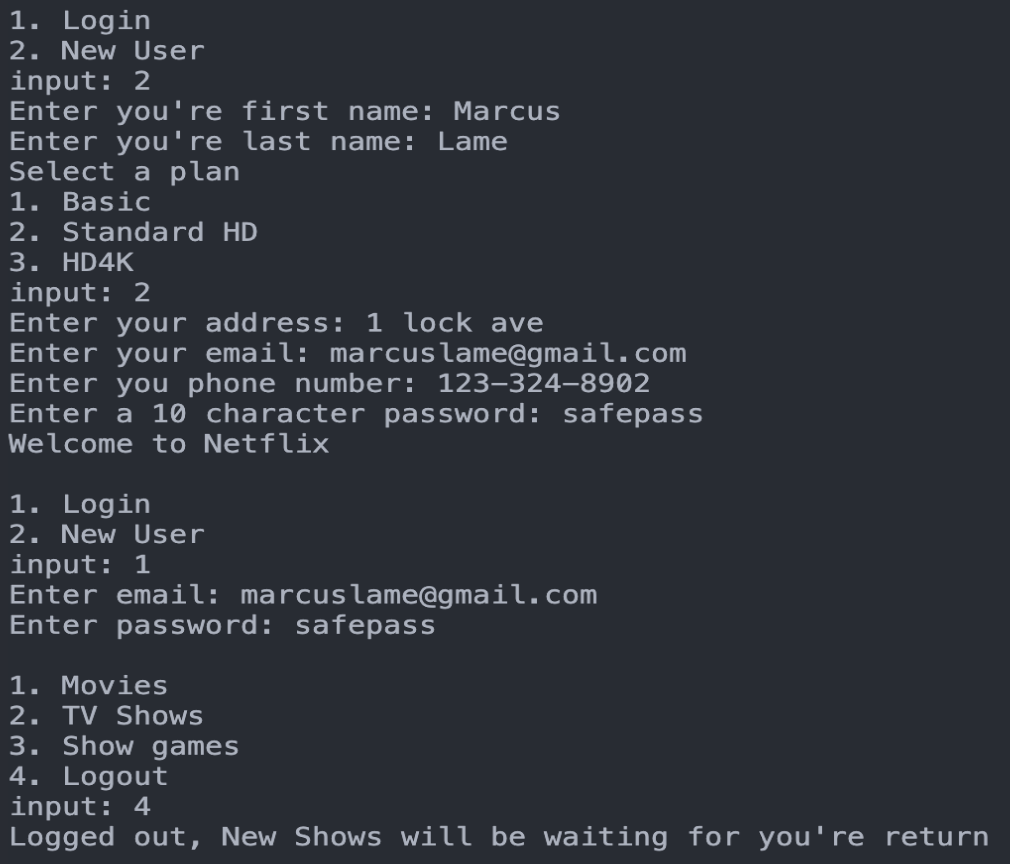 1. Login
2. New User
input: 2
Enter you're first name: Marcus
Enter you're last name: Lame
Select a plan
1. Basic
2. Standard HD
3. HD4K
input: 2
Enter your address: 1 lock ave
Enter your email: marcuslame@gmail.com
Enter you phone number: 123-324-8902
Enter a 10 character password: safepass
Welcome to Netflix
1. Login
2. New User
input: 1
Enter email: marcuslame@gmail.com
Enter password: safepass
1. Movies
2. TV Shows
3. Show games
4. Logout
input: 4
Logged out, New Shows will be waiting for you're return